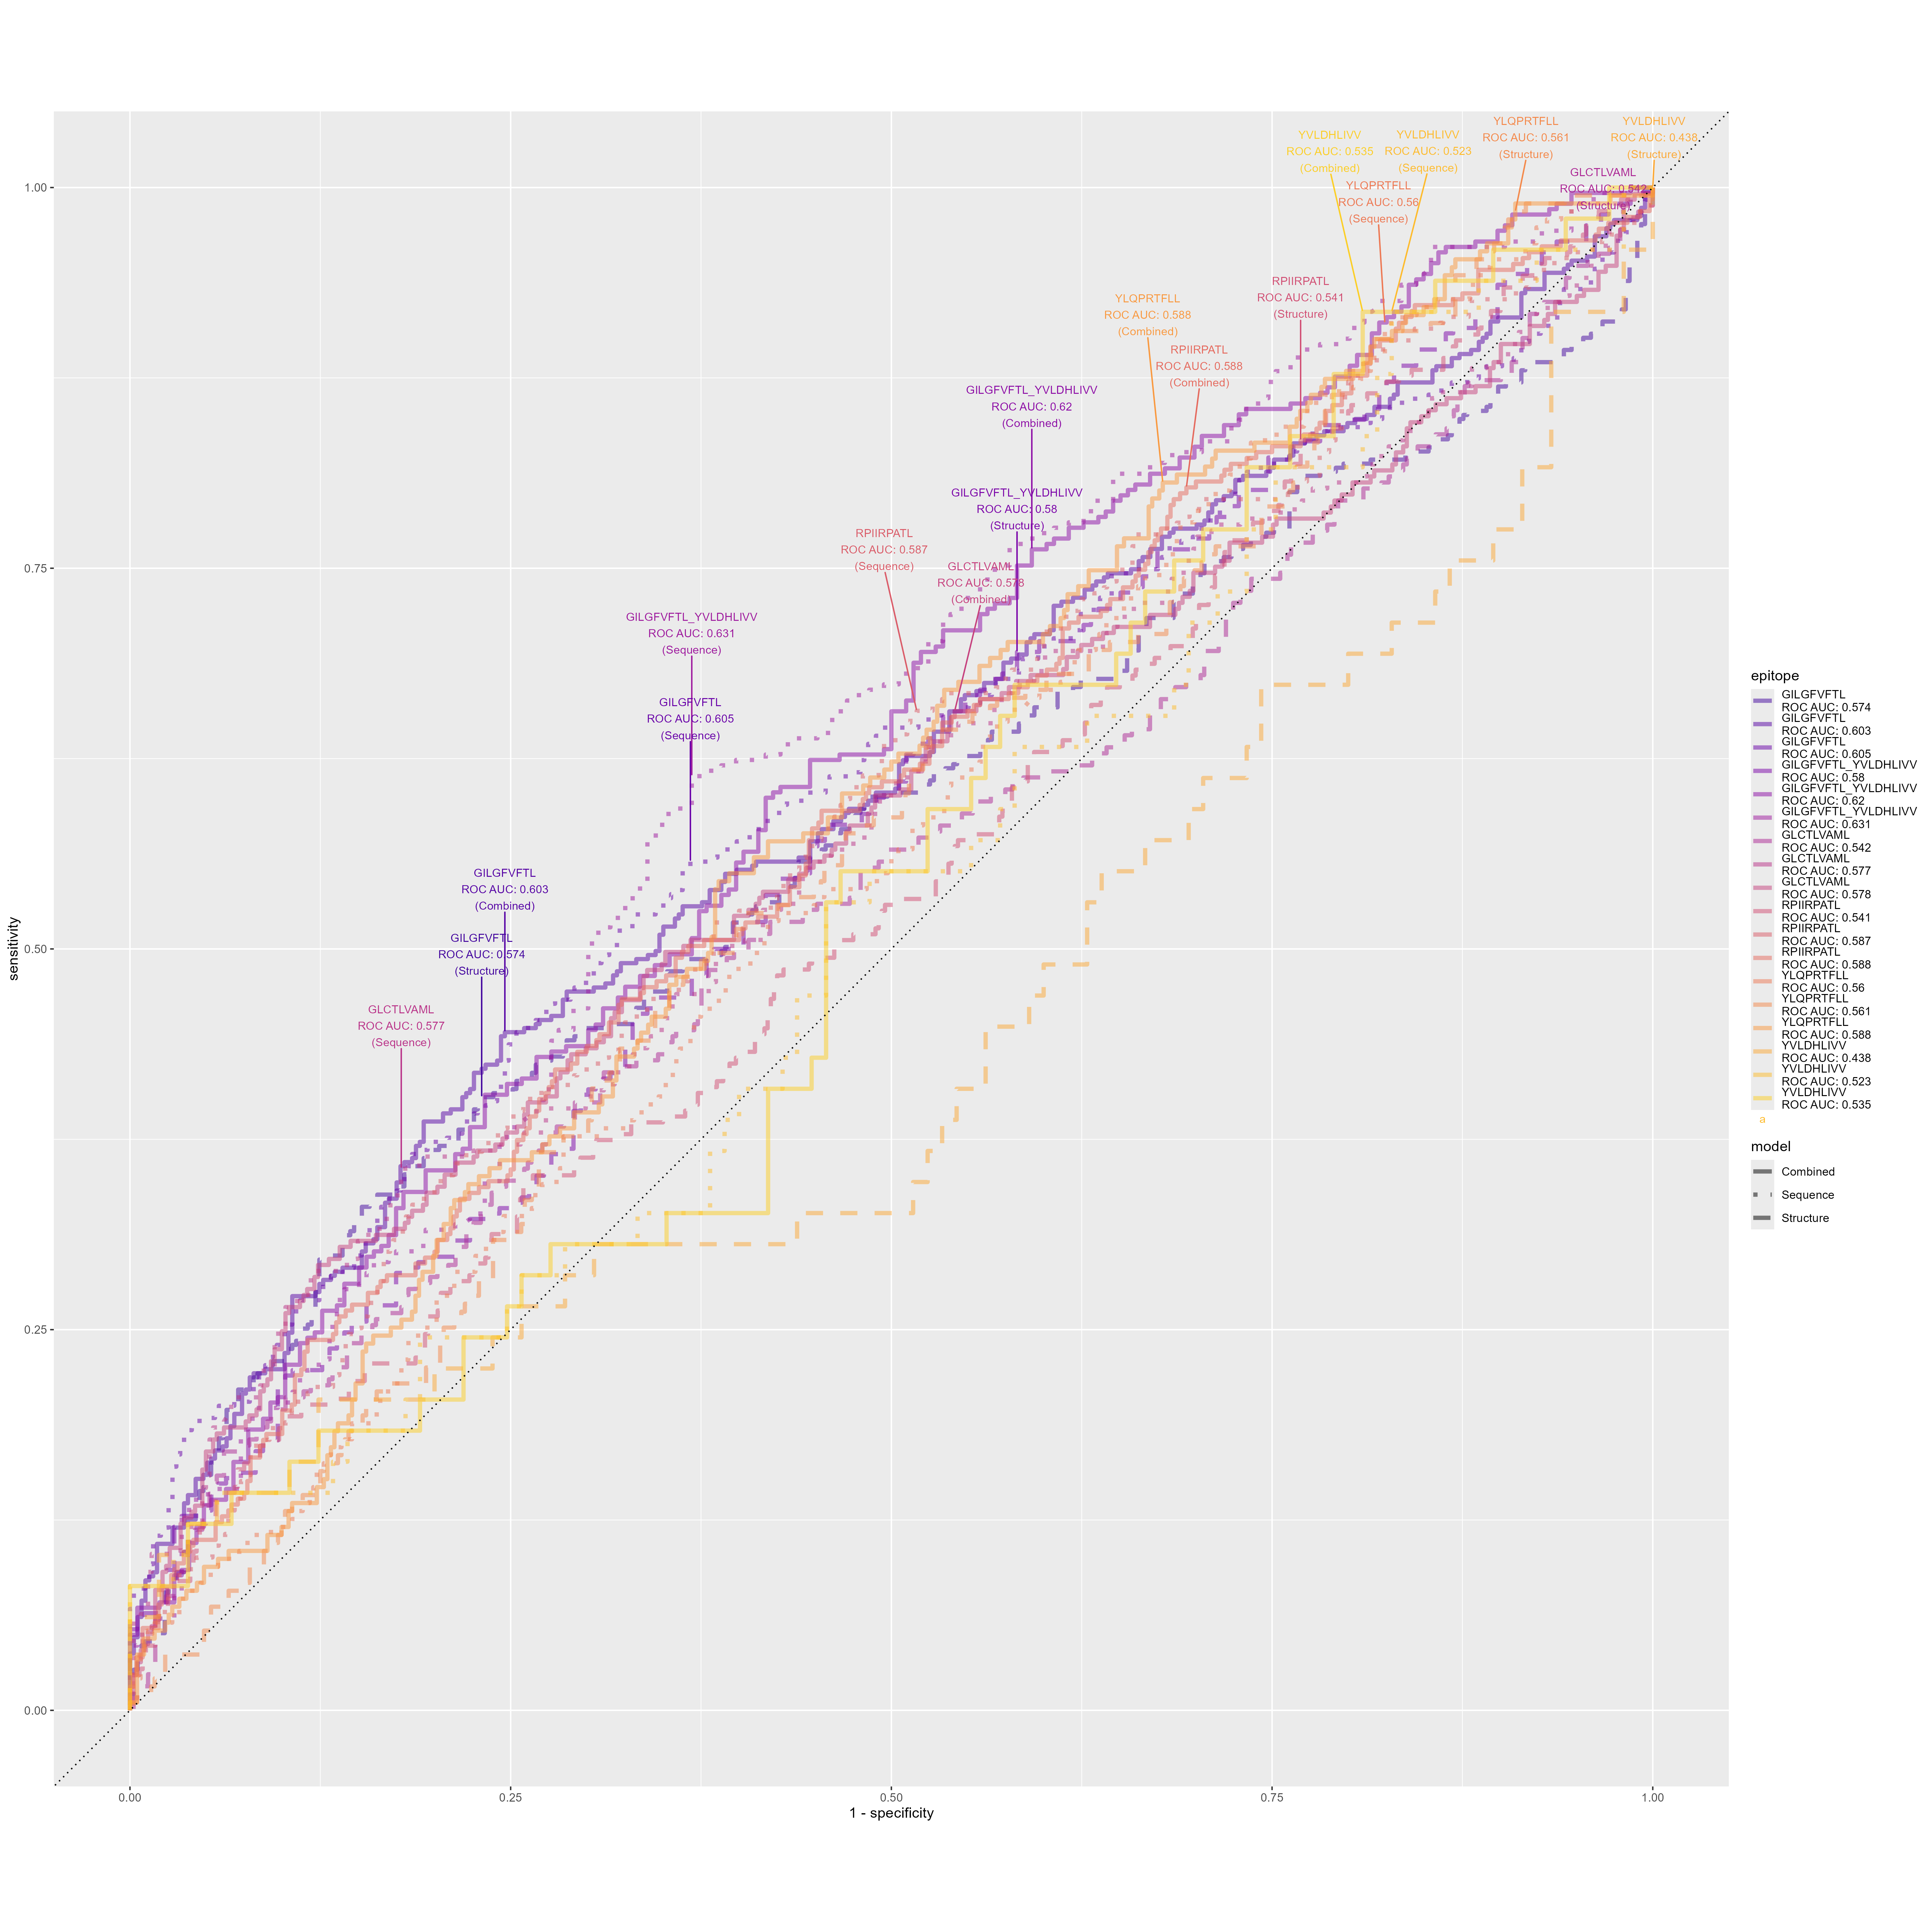 YVLDHLIVV
ROC AUC: 0.535
(Combined)
YVLDHLIVV
ROC AUC: 0.523
(Sequence)
YLQPRTFLL
ROC AUC: 0.561
(Structure)
YVLDHLIVV
ROC AUC: 0.438
(Structure)
GLCTLVAML
ROC AUC: 0.542
(Structure)
YLQPRTFLL
ROC AUC: 0.56
(Sequence)
RPIIRPATL
ROC AUC: 0.541
(Structure)
YLQPRTFLL
ROC AUC: 0.588
(Combined)
RPIIRPATL
ROC AUC: 0.588
(Combined)
GILGFVFTL_YVLDHLIVV
ROC AUC: 0.62
(Combined)
GILGFVFTL_YVLDHLIVV
ROC AUC: 0.58
(Structure)
RPIIRPATL
ROC AUC: 0.587
(Sequence)
GLCTLVAML
ROC AUC: 0.578
(Combined)
GILGFVFTL_YVLDHLIVV
ROC AUC: 0.631
(Sequence)
GILGFVFTL
ROC AUC: 0.605
(Sequence)
GILGFVFTL
ROC AUC: 0.603
(Combined)
GILGFVFTL
ROC AUC: 0.574
(Structure)
GLCTLVAML
ROC AUC: 0.577
(Sequence)
1.00
0.75
0.50
0.25
0.00
sensitivity
0.00
0.25
0.50
0.75
1.00
1 - specificity
epitope
GILGFVFTL
ROC AUC: 0.574
GILGFVFTL
ROC AUC: 0.603
GILGFVFTL
ROC AUC: 0.605
GILGFVFTL_YVLDHLIVV
ROC AUC: 0.58
GILGFVFTL_YVLDHLIVV
ROC AUC: 0.62
GILGFVFTL_YVLDHLIVV
ROC AUC: 0.631
GLCTLVAML
ROC AUC: 0.542
GLCTLVAML
ROC AUC: 0.577
GLCTLVAML
ROC AUC: 0.578
RPIIRPATL
ROC AUC: 0.541
RPIIRPATL
ROC AUC: 0.587
RPIIRPATL
ROC AUC: 0.588
YLQPRTFLL
ROC AUC: 0.56
YLQPRTFLL
ROC AUC: 0.561
YLQPRTFLL
ROC AUC: 0.588
YVLDHLIVV
ROC AUC: 0.438
YVLDHLIVV
ROC AUC: 0.523
YVLDHLIVV
ROC AUC: 0.535
a
model
Combined
Sequence
Structure